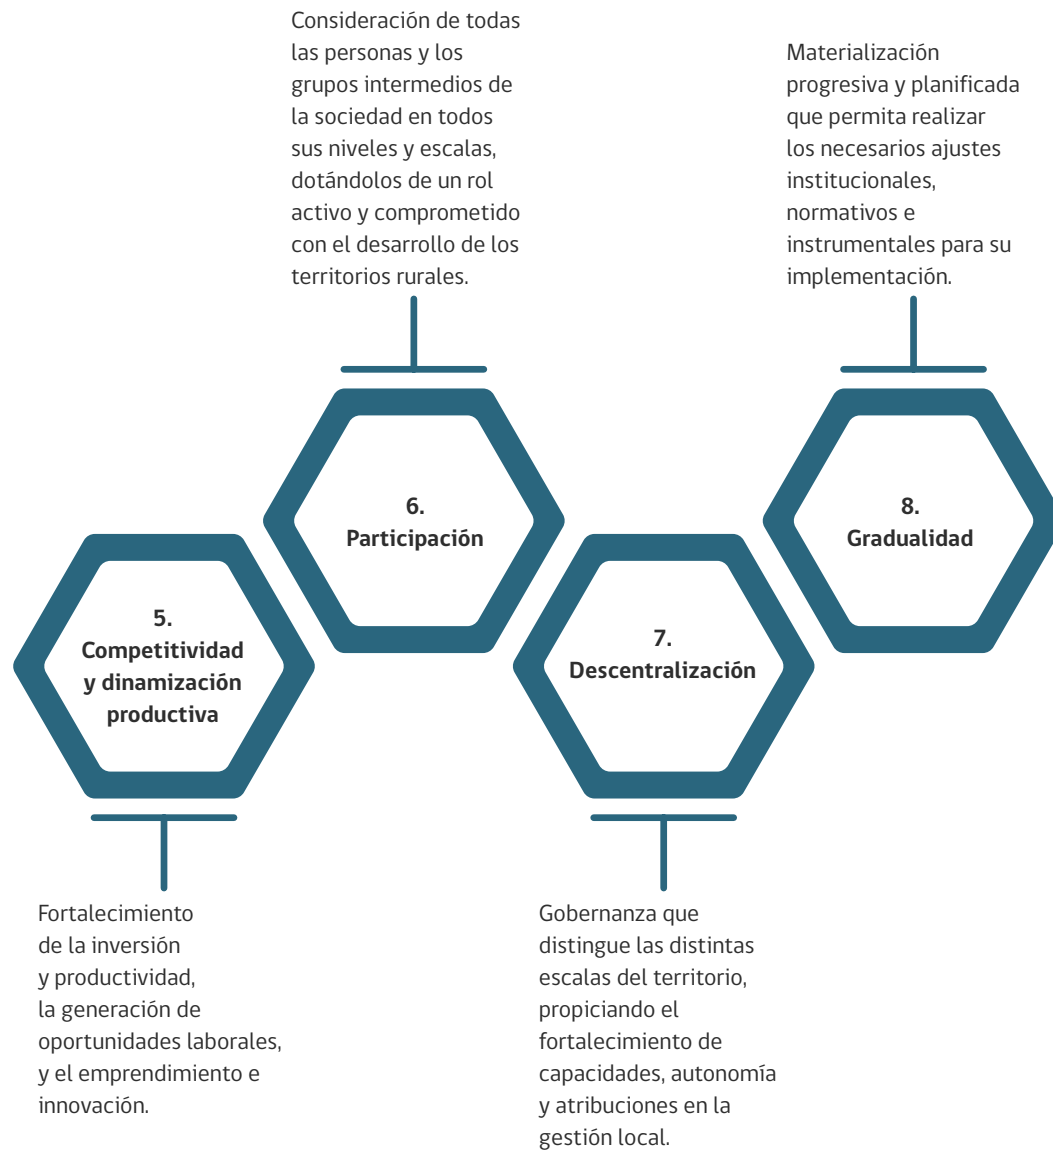 Consideración de todas
las personas y los
grupos intermedios de
la sociedad en todos
sus niveles y escalas,
dotándolos de un rol
activo y comprometido
con el desarrollo de los
territorios rurales.
Materialización
progresiva y planificada
que permita realizar
los necesarios ajustes
institucionales,
normativos e
instrumentales para su
implementación.
6.
Participación
8.
Gradualidad
5.
Competitividad
y dinamización
productiva
7.
Descentralización
Fortalecimiento
de la inversión
y productividad,
la generación de
oportunidades laborales,
y el emprendimiento e
innovación.
Gobernanza que
distingue las distintas
escalas del territorio,
propiciando el
fortalecimiento de
capacidades, autonomía
y atribuciones en la
gestión local.